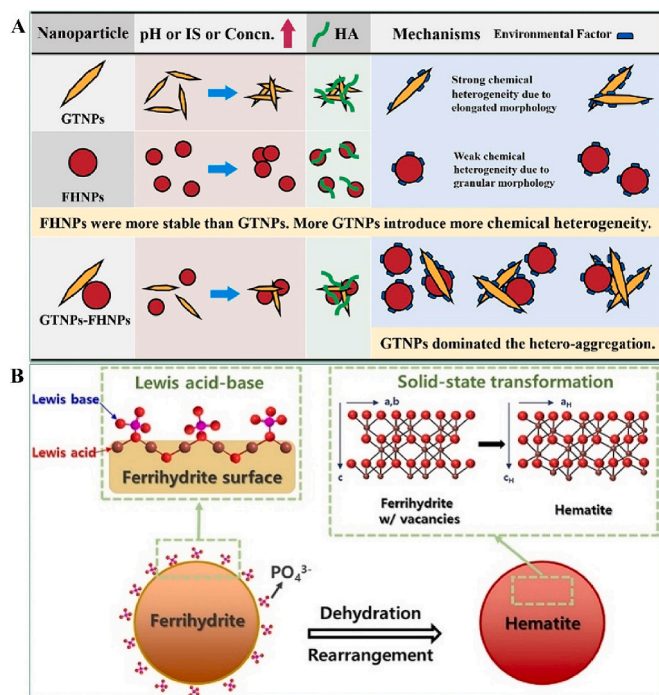 A
Nanoparticle
pH or IS or Concn.
HA
Mechanisms
Environmental Factor
GTNPs
Strong chemical
heterogeneity due to
elongated morphology
FHNPs
Weak chemical
heterogeneity due to
granular morphology
FHNPs were more stable than GTNPs. More GTNPs introduce more chemical heterogeneity.
GTNPs-FHNPs
GTNPs dominated the hetero-aggregation.
B
Lewis acid-base
Lewis base
Lewis acid
Ferrihydrite surface
Solid-state transformation
a,b
c
Ferrihydrite
w/ vacancies
aH
cH
Hematite
PO₄³⁻
Ferrihydrite
Dehydration
Rearrangement
Hematite